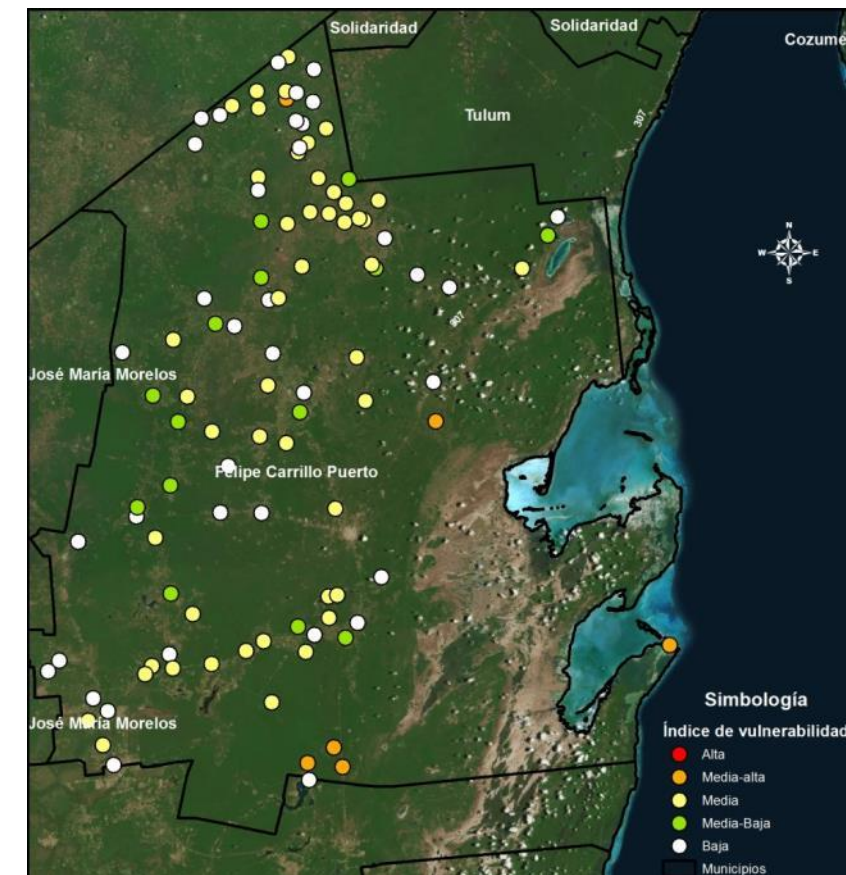 Solidaridad
Solidaridad
Cozume
Tulum
307
N
W E
S
307
José María Morelos
Felipe Carrillo Puerto
José María Morelos
Simbología
Índice de vulnerabilidad
Alta
Media-alta
Media
Media-Baja
Baja
Municipios